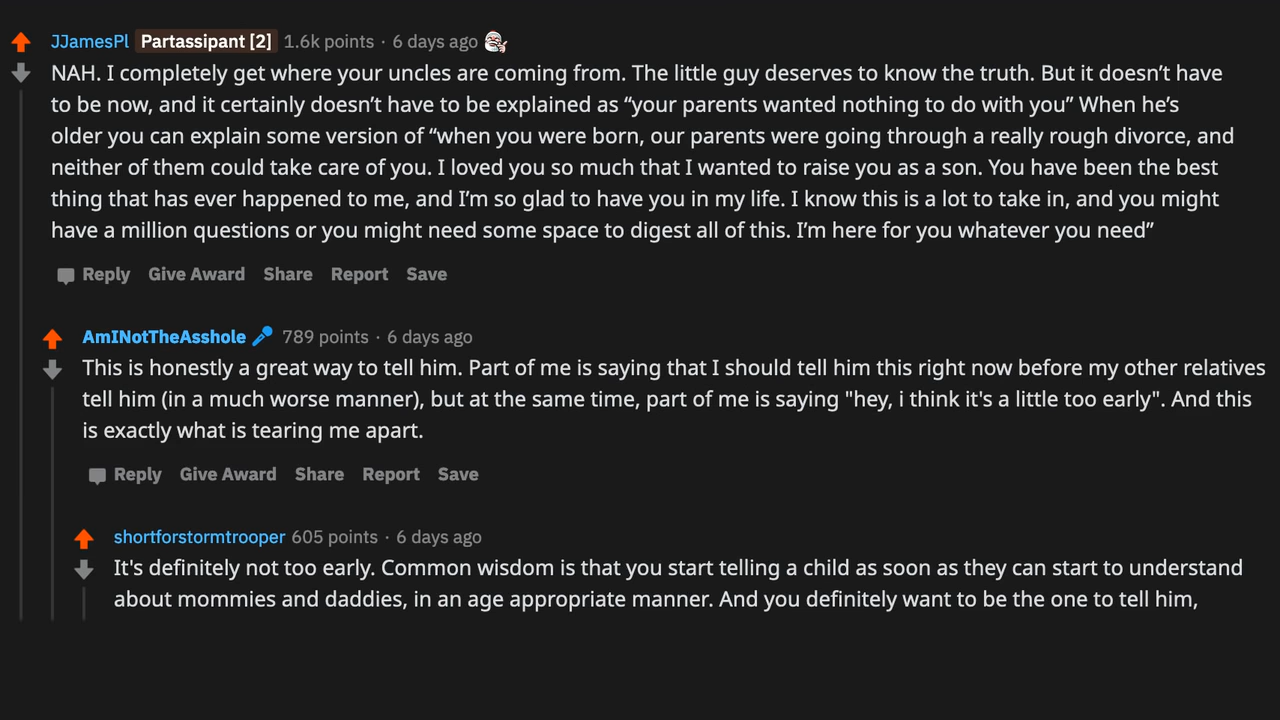 JJamesPl Partassipant [2] 1.6k points · 6 days ago
NAH. I completely get where your uncles are coming from. The little guy deserves to know the truth. But it doesn’t have
to be now, and it certainly doesn’t have to be explained as “your parents wanted nothing to do with you” When he’s
older you can explain some version of “when you were born, our parents were going through a really rough divorce, and
neither of them could take care of you. I loved you so much that I wanted to raise you as a son. You have been the best
thing that has ever happened to me, and I’m so glad to have you in my life. I know this is a lot to take in, and you might
have a million questions or you might need some space to digest all of this. I’m here for you whatever you need”
Reply Give Award Share Report Save
AmINotTheAsshole 789 points · 6 days ago
This is honestly a great way to tell him. Part of me is saying that I should tell him this right now before my other relatives
tell him (in a much worse manner), but at the same time, part of me is saying "hey, i think it's a little too early". And this
is exactly what is tearing me apart.
Reply Give Award Share Report Save
shortforstormtrooper 605 points · 6 days ago
It's definitely not too early. Common wisdom is that you start telling a child as soon as they can start to understand
about mommies and daddies, in an age appropriate manner. And you definitely want to be the one to tell him,